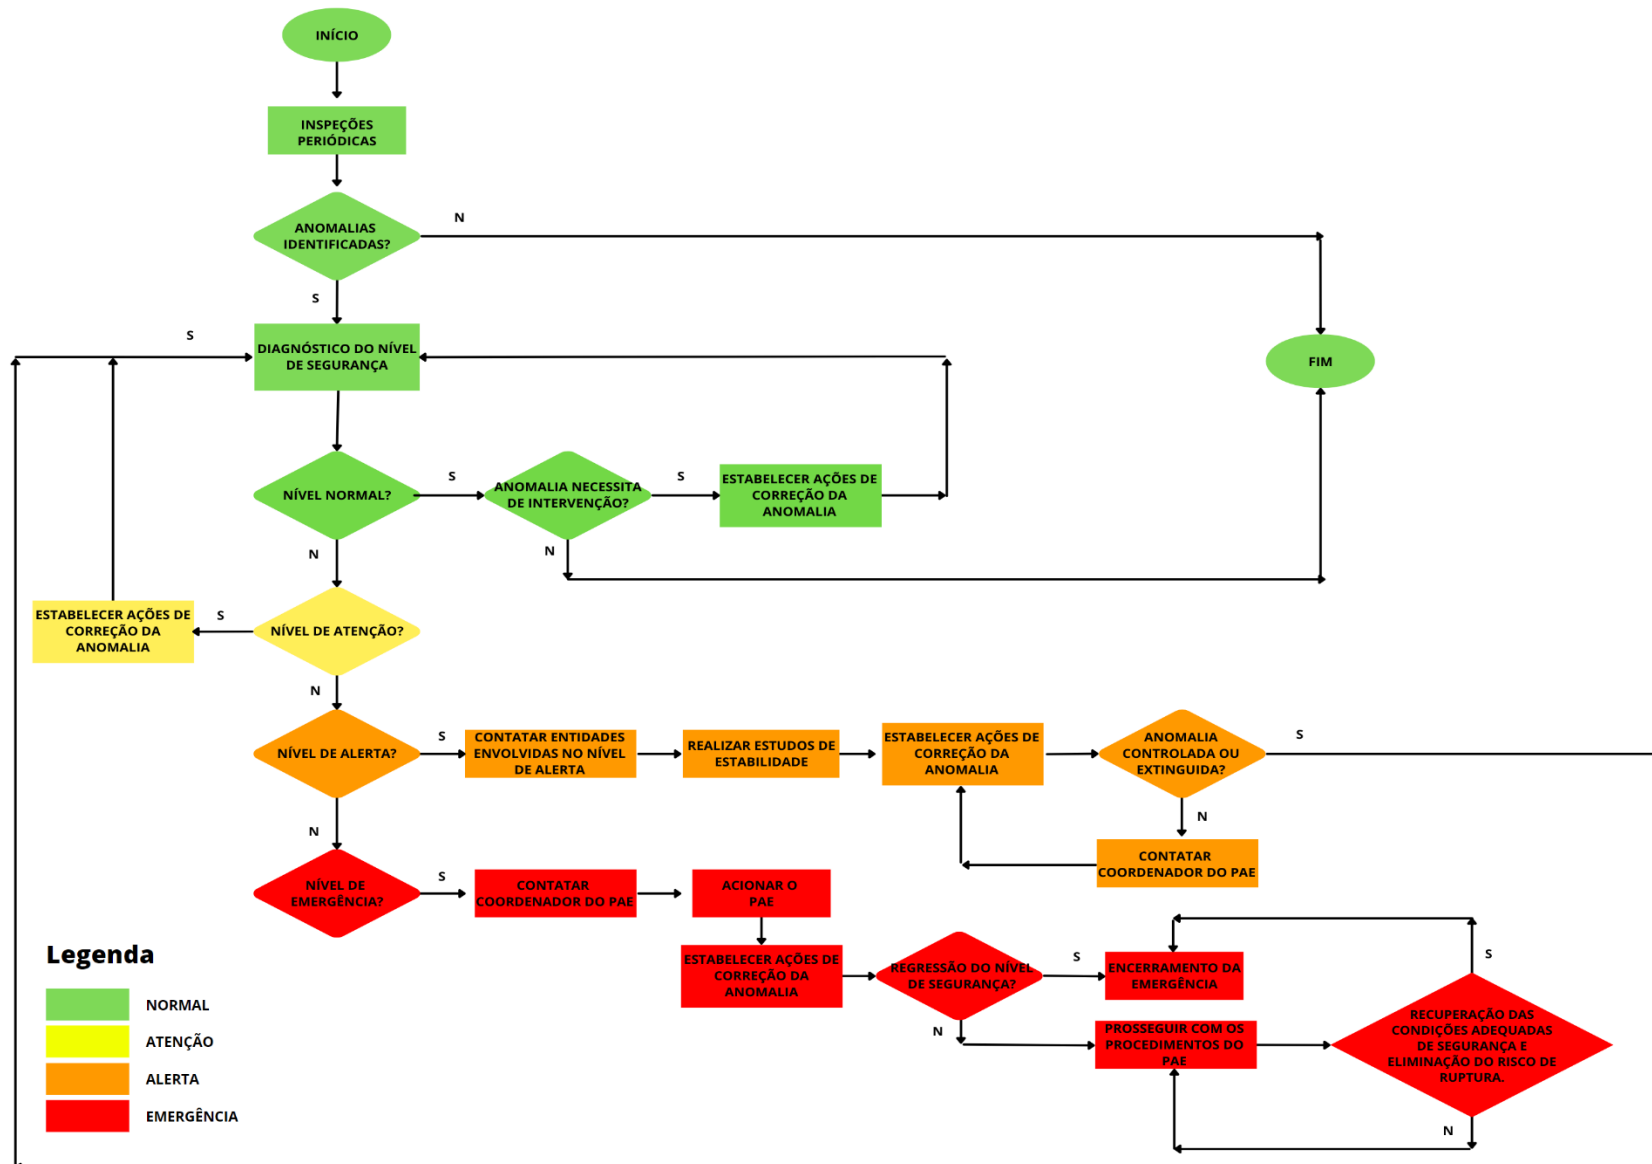 INÍCIO
INSPEÇÕES
PERIÓDICAS
ANOMALIAS
IDENTIFICADAS?
N
S
S
DIAGNÓSTICO DO NÍVEL
DE SEGURANÇA
FIM
NÍVEL NORMAL?
S
ANOMALIA NECESSITA
DE INTERVENÇÃO?
S
ESTABELECER AÇÕES DE
CORREÇÃO DA
ANOMALIA
N
N
ESTABELECER AÇÕES DE
CORREÇÃO DA
ANOMALIA
S
NÍVEL DE ATENÇÃO?
N
NÍVEL DE ALERTA?
S
CONTATAR ENTIDADES
ENVOLVIDAS NO NÍVEL
DE ALERTA
REALIZAR ESTUDOS DE
ESTABILIDADE
ESTABELECER AÇÕES DE
CORREÇÃO DA
ANOMALIA
ANOMALIA
CONTROLADA OU
EXTINGUIDA?
S
N
N
CONTATAR
COORDENADOR DO PAE
NÍVEL DE
EMERGÊNCIA?
S
CONTATAR
COORDENADOR DO PAE
ACIONAR O
PAE
ESTABELECER AÇÕES DE
CORREÇÃO DA
ANOMALIA
REGRESSÃO DO NÍVEL
DE SEGURANÇA?
S
ENCERRAMENTO DA
EMERGÊNCIA
S
N
PROSSEGUIR COM OS
PROCEDIMENTOS DO
PAE
RECUPERAÇÃO DAS
CONDIÇÕES ADEQUADAS
DE SEGURANÇA E
ELIMINAÇÃO DO RISCO DE
RUPTURA.
N
Legenda
NORMAL
ATENÇÃO
ALERTA
EMERGÊNCIA